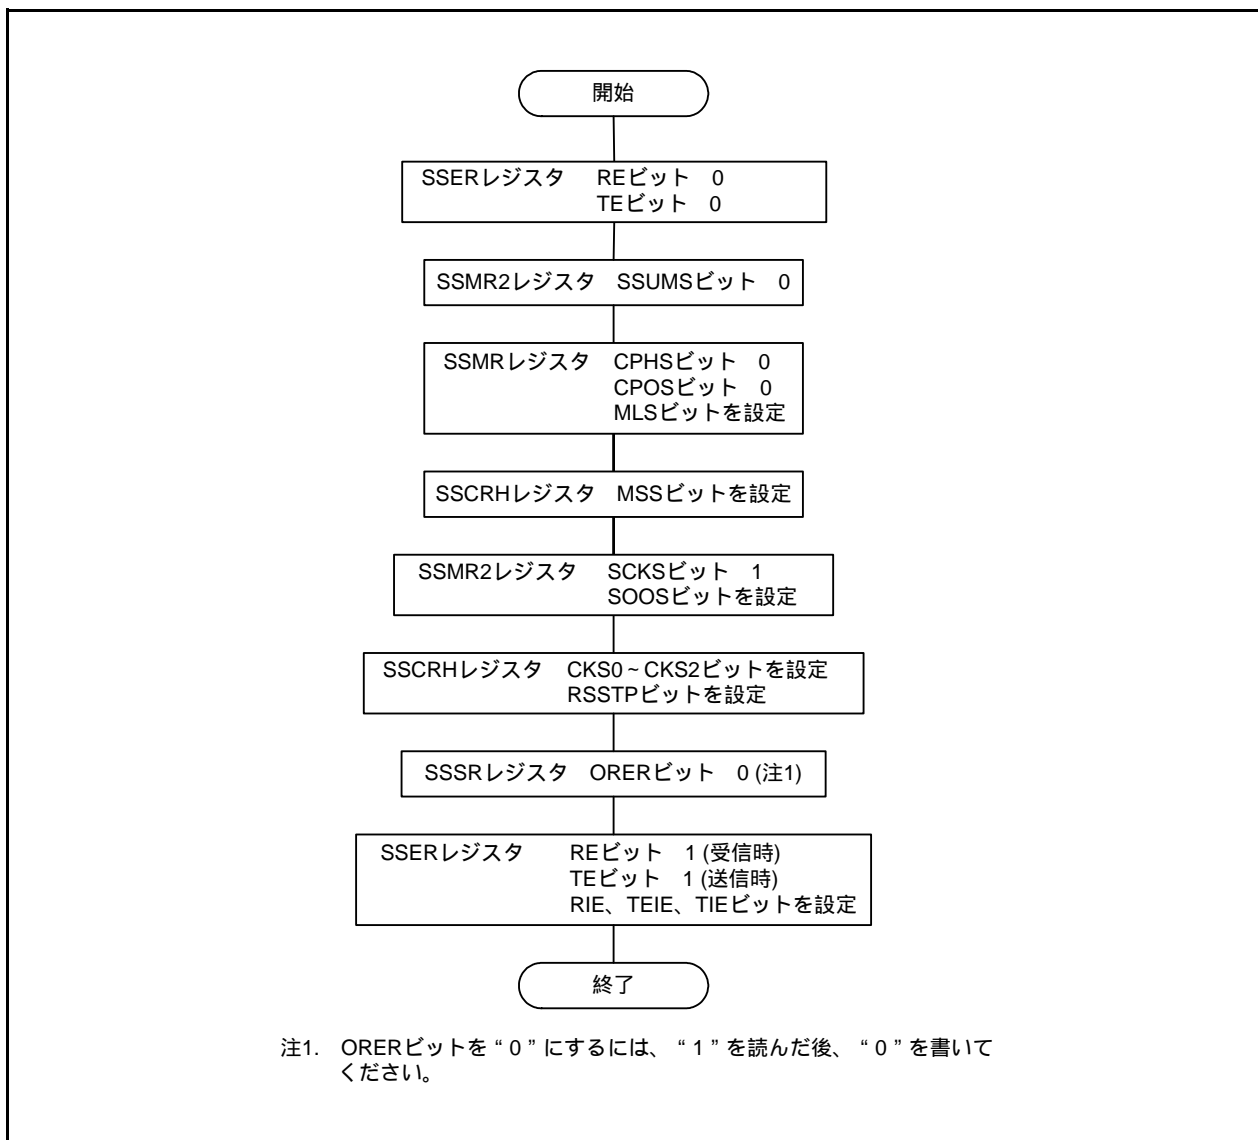 開始
SSERレジスタ REビット 0
TEビット 0
SSMR2レジスタ SSUMSビット 0
SSMRレジスタ CPHSビット 0
CPOSビット 0
MLSビットを設定
SSCRHレジスタ MSSビットを設定
SSMR2レジスタ SCKSビット 1
SOOSビットを設定
SSCRHレジスタ CKS0~CKS2ビットを設定
RSSTPビットを設定
SSSRレジスタ ORERビット 0 (注1)
SSERレジスタ REビット 1 (受信時)
TEビット 1 (送信時)
RIE、TEIE、TIEビットを設定
終了
注1. ORERビットを“0”にするには、“1”を読んだ後、“0”を書いて
ください。